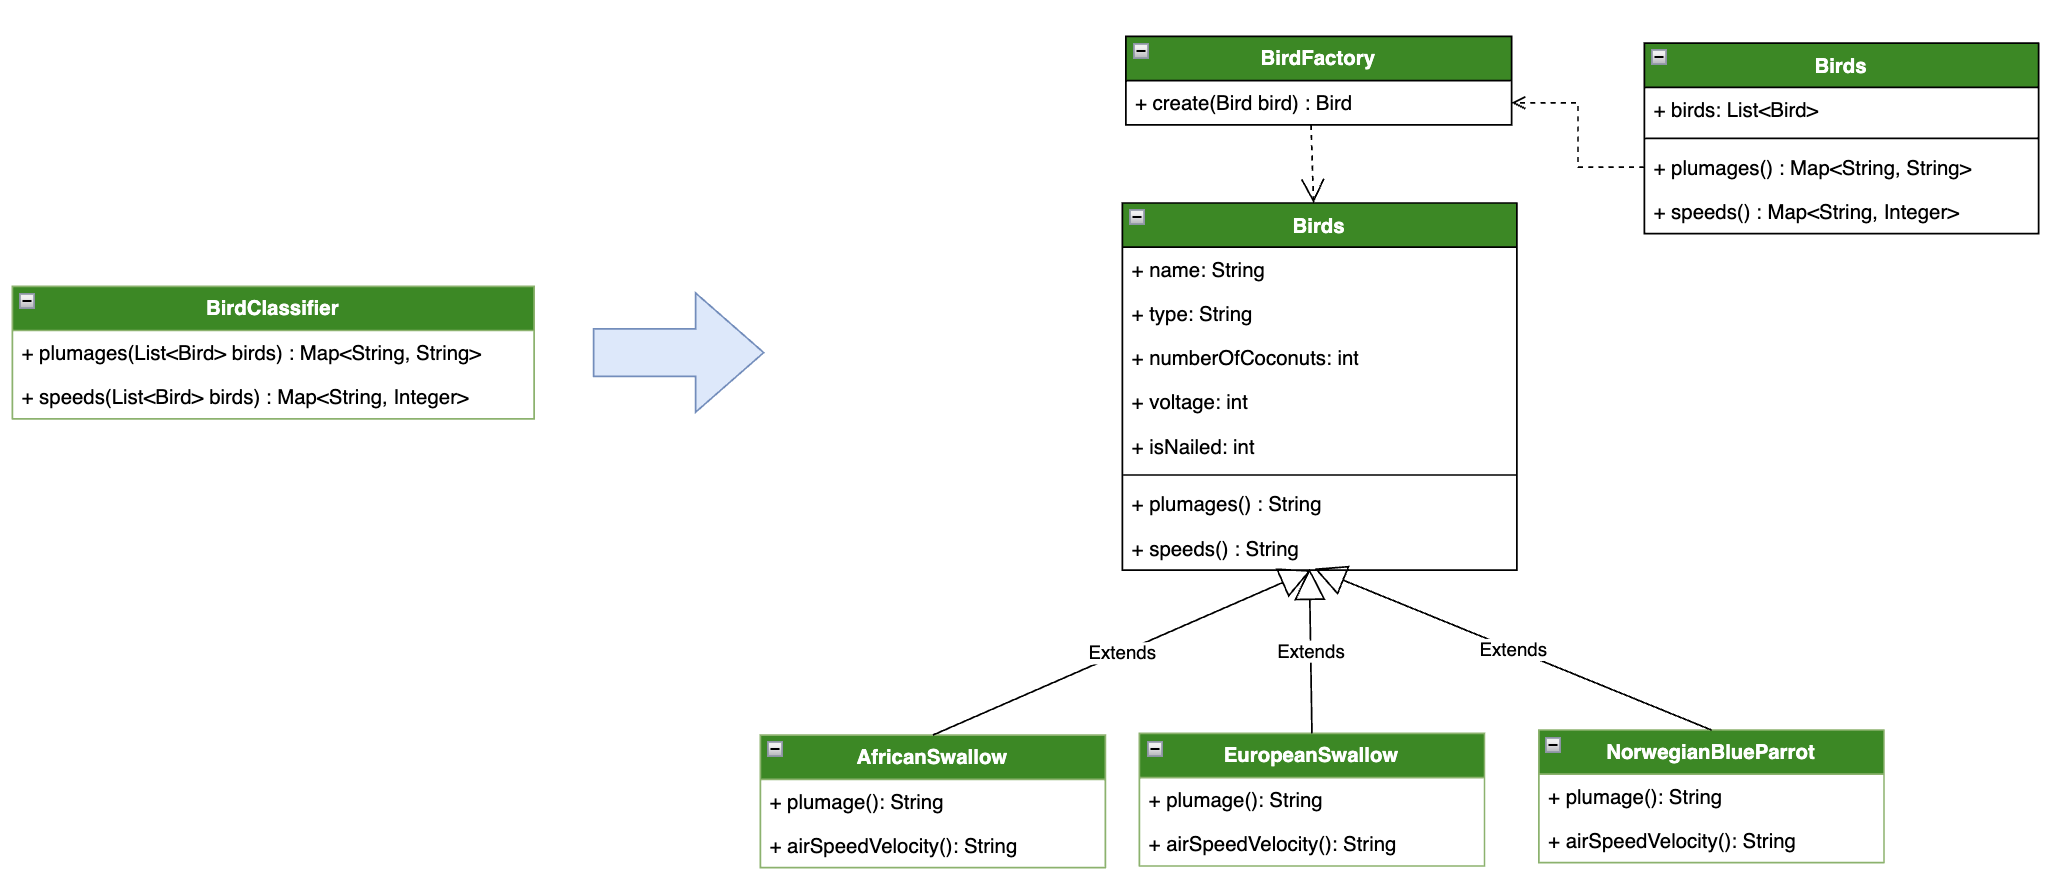 BirdClassifier
+ plumages(List<Bird> birds) : Map<String, String>
+ speeds(List<Bird> birds) : Map<String, Integer>
BirdFactory
+ create(Bird bird) : Bird
Birds
+ birds: List<Bird>
+ plumages() : Map<String, String>
+ speeds() : Map<String, Integer>
Birds
+ name: String
+ type: String
+ numberOfCoconuts: int
+ voltage: int
+ isNailed: int
+ plumages() : String
+ speeds() : String
Extends
Extends
Extends
AfricanSwallow
+ plumage(): String
+ airSpeedVelocity(): String
EuropeanSwallow
+ plumage(): String
+ airSpeedVelocity(): String
NorwegianBlueParrot
+ plumage(): String
+ airSpeedVelocity(): String